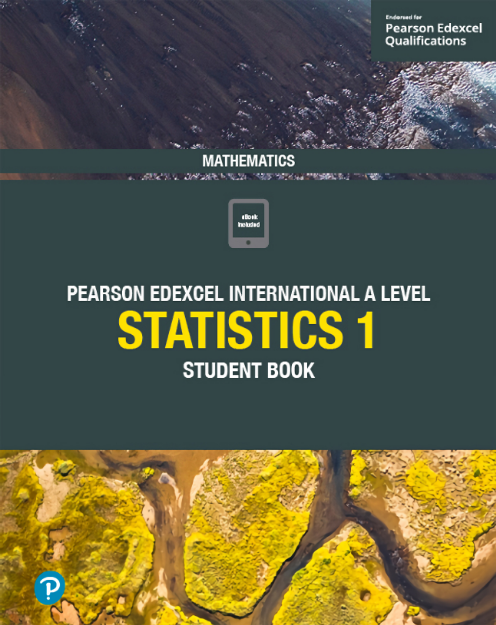 Endorsed for
Pearson Edexcel
Qualifications
MATHEMATICS
eBook
included
PEARSON EDEXCEL INTERNATIONAL A LEVEL
STATISTICS 1
STUDENT BOOK
P